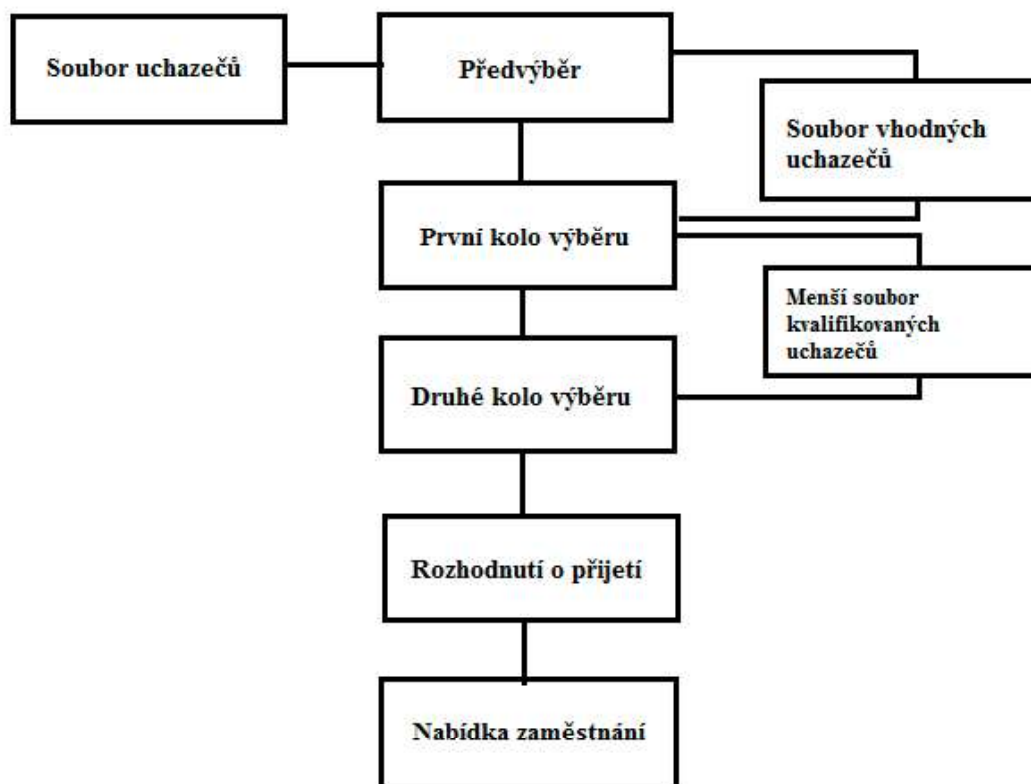 Soubor uchazečů
Předvýběr
Soubor vhodných
uchazečů
První kolo výběru
Menší soubor
kvalifikovaných
uchazečů
Druhé kolo výběru
Rozhodnutí o přijetí
Nabídka zaměstnání